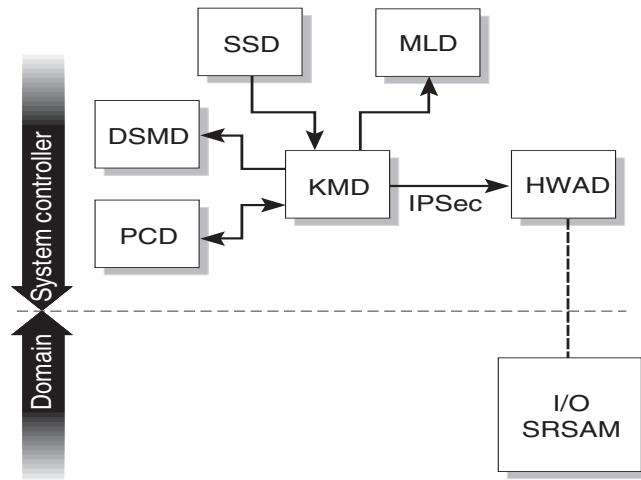 SSD
MLD
DSMD
KMD
HWAD
IPSec
PCD
System controller
Domain
I/O
SRSAM